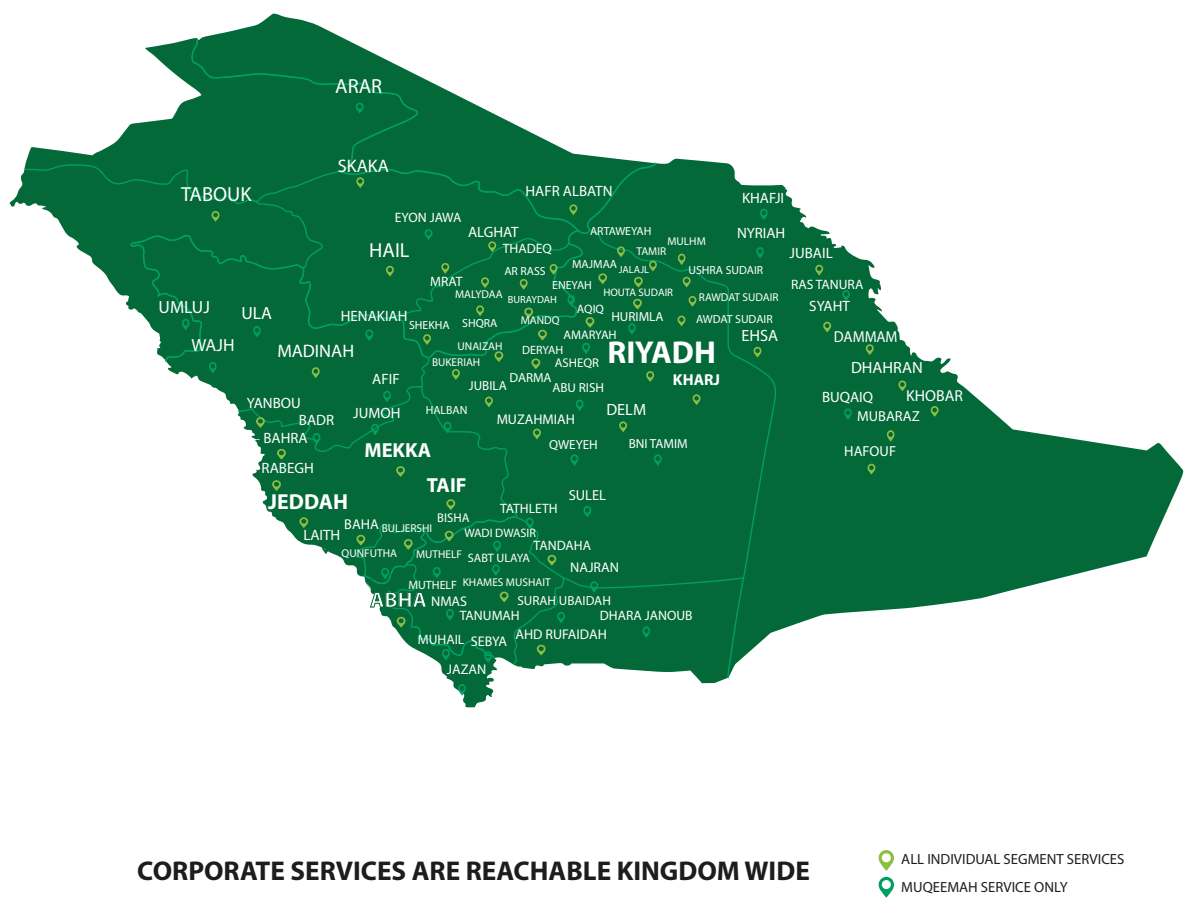 ARAR
SKAKA
TABOUK
HAFR ALBATN
KHAFJI
EYON JAWA
ALGHAT
ARTAWEYAH
NYRIAH
MULHM
HAIL
THADEQ
TAMIR
JUBAIL
MRAT
AR RASS
MAJMAA
JALAJL
USHRA SUDAIR
ENEYAH
RAS TANURA
MALYDAA
BURAYDAH
HOUTA SUDAIR
RAWDAT SUDAIR
SYAHT
UMLUJ
ULA
HENAKIAH
SHEKHA
SHQRA
MANDQ
AQIQ
HURIMLA
AWDAT SUDAIR
AMARYAH
EHSA
DAMMAM
WAJH
MADINAH
UNAIZAH
DERYAH
RIYADH
BUKERIAH
ASHEQR
DHAHRAN
AFIF
JUBILA
DARMA
ABU RISH
KHARJ
BUQAIQ
KHOBAR
YANBOU
BADR
JUMOH
HALBAN
MUZAHMIAH
DELM
MUBARAZ
BAHRA
MEKKA
QWEYEH
BNI TAMIM
HAFOUF
RABEGH
TAIF
JEDDAH
SULEL
TATHLETH
LAITH
BAHA
BULJERSHI
BISHA
WADI DWASIR
QUNFUTHA
MUTHELF
SABT ULAYA
TANDAHA
NAJRAN
MUTHELF
KHAMES MUSHAIT
ABHA
NMAS
SURAH UBAIDAH
TANUMAH
DHARA JANOUB
MUHAIL
SEBYA
AHD RUFAIDAH
JAZAN
CORPORATE SERVICES ARE REACHABLE KINGDOM WIDE
ALL INDIVIDUAL SEGMENT SERVICES
MUQEEMAH SERVICE ONLY